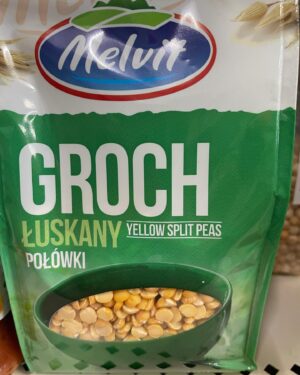 Melvit
GROCH
ŁUSKANY YELLOW SPLIT PEAS
POŁÓWKI